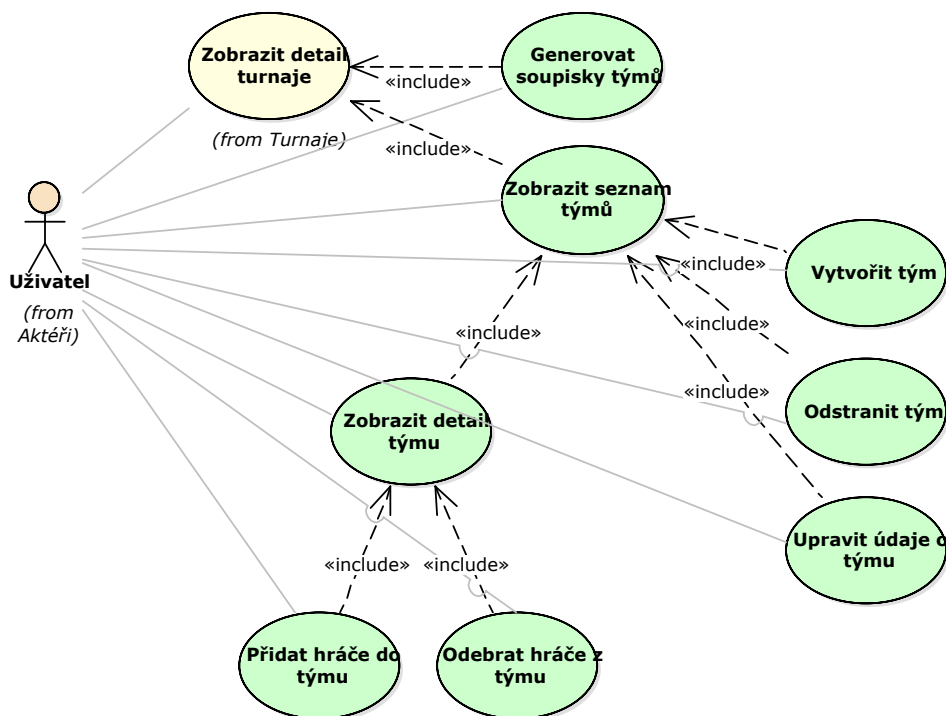 Zobrazit detail
turnaje
(from Turnaje)
Generovat
soupisky týmů
«include»
«include»
Zobrazit seznam
týmů
Uživatel
(from
Aktéři)
«include»
Vytvořit tým
«include»
«include»
Odstranit tým
«include»
Zobrazit detail
týmu
Upravit údaje o
týmu
«include»
«include»
Přidat hráče do
týmu
Odebrat hráče z
týmu